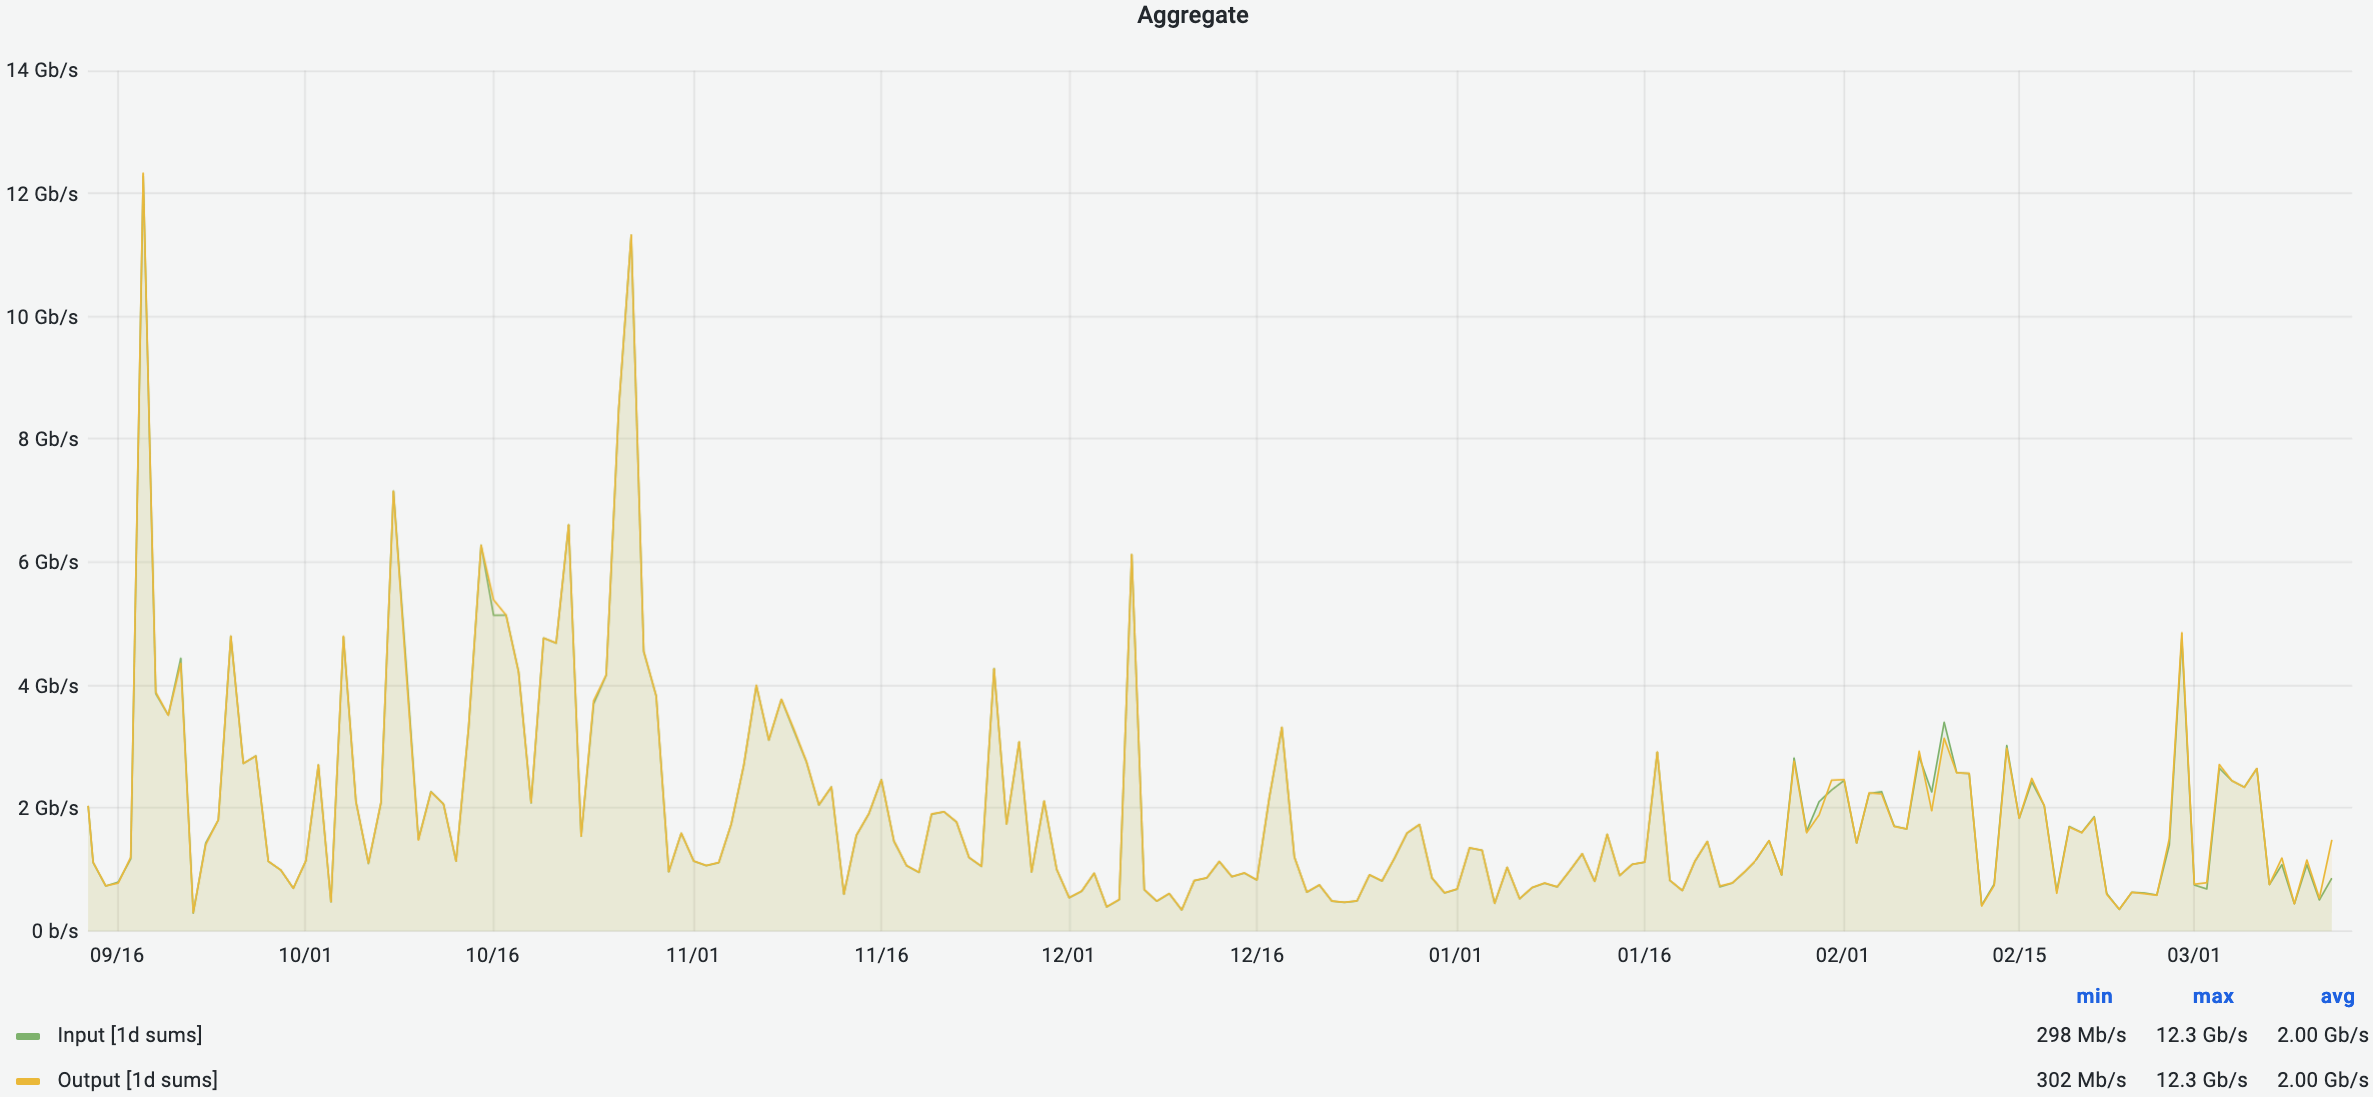 Aggregate
14 Gb/s
12 Gb/s
10 Gb/s
8 Gb/s
6 Gb/s
4 Gb/s
2 Gb/s
0 b/s
09/16 10/01 10/16 11/01 11/16 12/01 12/16 01/01 01/16 02/01 02/15 03/01
min max avg
Input [1d sums] 298 Mb/s 12.3 Gb/s 2.00 Gb/s
Output [1d sums] 302 Mb/s 12.3 Gb/s 2.00 Gb/s